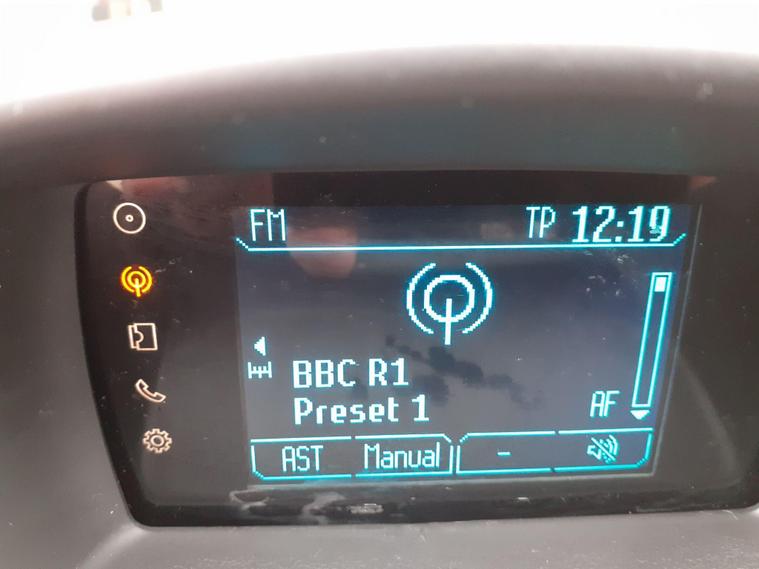 FM TP 12:19
BBC R1
Preset 1 AF
AST Manual -